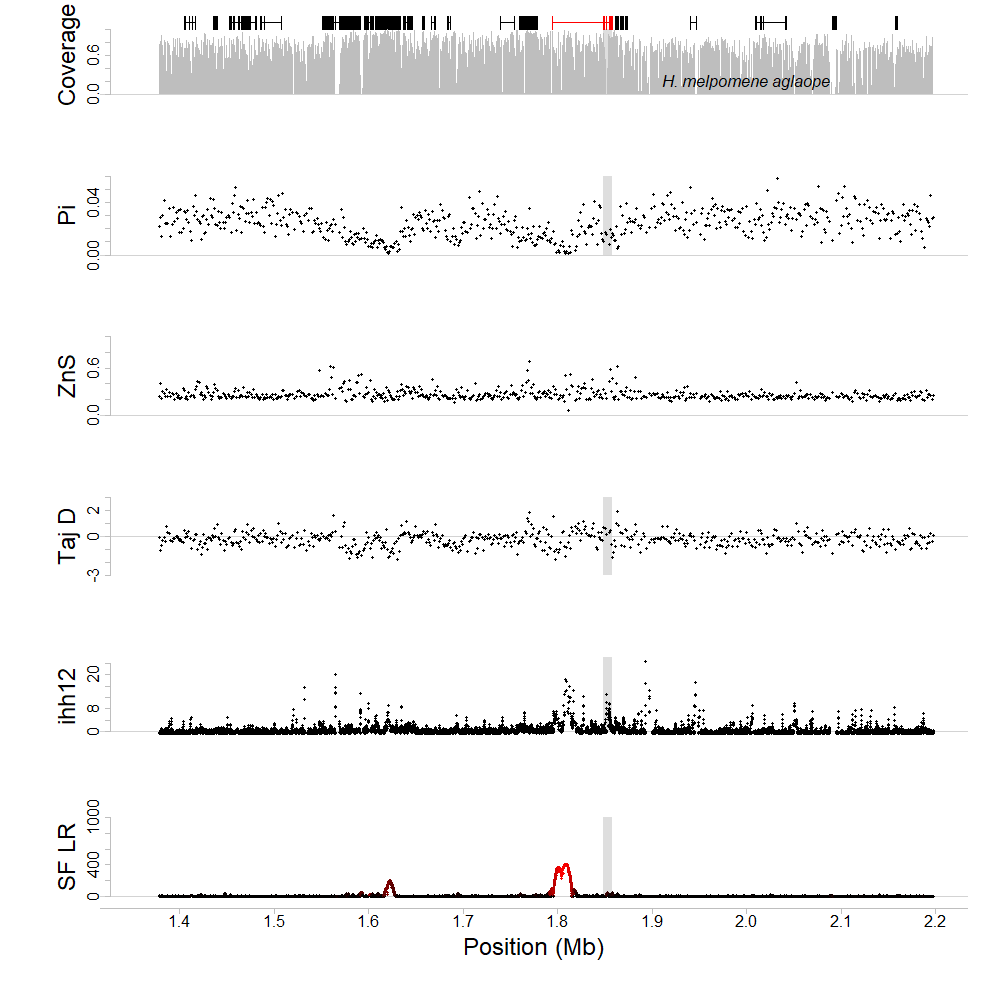 Coverage
0.0 0.6
H. melpomene aglaope
Pi
0.00 0.04
ZnS
0.0 0.6
Taj D
-3 0 2
ihh12
0 8 20
SF LR
0 400 1000
1.4 1.5 1.6 1.7 1.8 1.9 2.0 2.1 2.2
Position (Mb)